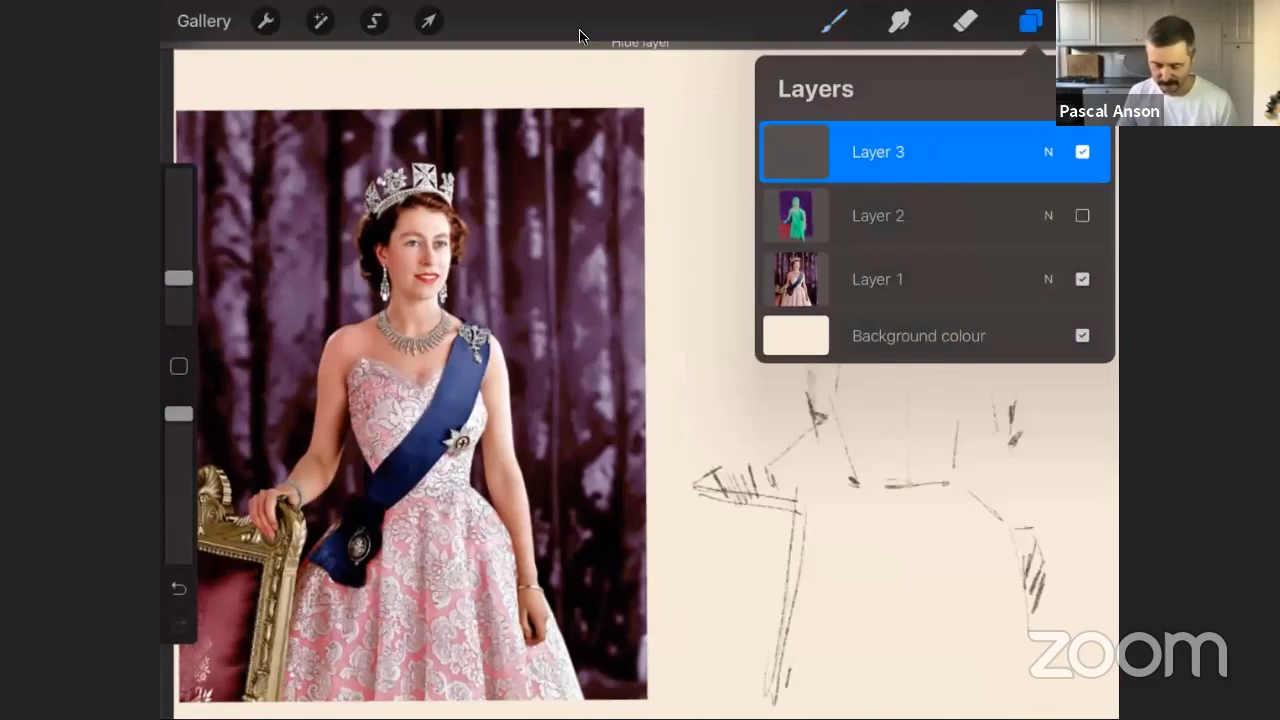 Gallery
Hide layer
Layers
Pascal Anson
Layer 3 N
Layer 2 N
Layer 1 N
Background colour
zoom